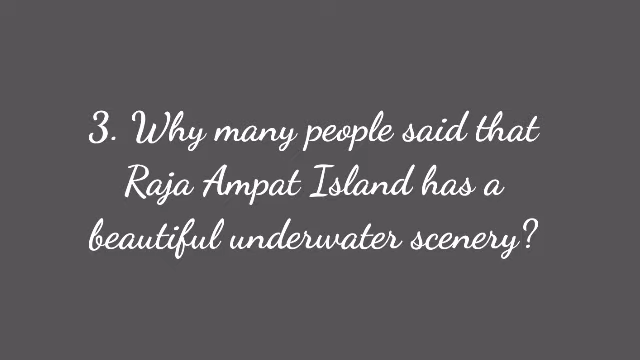 3. Why many people said that
Raja Ampat Island has a
beautiful underwater scenery?